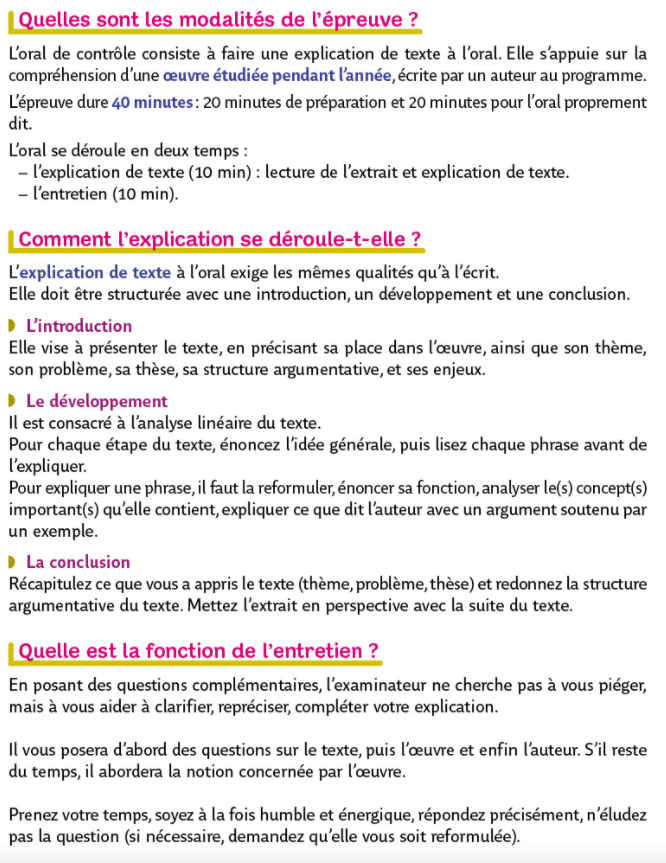 Quelles sont les modalités de l'épreuve ?
L'oral de contrôle consiste à faire une explication de texte à l'oral. Elle s'appuie sur la
compréhension d'une œuvre étudiée pendant l'année, écrite par un auteur au programme.
L'épreuve dure 40 minutes : 20 minutes de préparation et 20 minutes pour l'oral proprement
dit.
L'oral se déroule en deux temps :
– l'explication de texte (10 min) : lecture de l'extrait et explication de texte.
– l'entretien (10 min).
Comment l'explication se déroule-t-elle ?
L'explication de texte à l'oral exige les mêmes qualités qu'à l'écrit.
Elle doit être structurée avec une introduction, un développement et une conclusion.
L'introduction
Elle vise à présenter le texte, en précisant sa place dans l'œuvre, ainsi que son thème,
son problème, sa thèse, sa structure argumentative, et ses enjeux.
Le développement
Il est consacré à l'analyse linéaire du texte.
Pour chaque étape du texte, énoncez l'idée générale, puis lisez chaque phrase avant de
l'expliquer.
Pour expliquer une phrase, il faut la reformuler, énoncer sa fonction, analyser le(s) concept(s)
important(s) qu'elle contient, expliquer ce que dit l'auteur avec un argument soutenu par
un exemple.
La conclusion
Récapitulez ce que vous a appris le texte (thème, problème, thèse) et redonnez la structure
argumentative du texte. Mettez l'extrait en perspective avec la suite du texte.
Quelle est la fonction de l'entretien ?
En posant des questions complémentaires, l'examinateur ne cherche pas à vous piéger,
mais à vous aider à clarifier, repréciser, compléter votre explication.
Il vous posera d'abord des questions sur le texte, puis l'œuvre et enfin l'auteur. S'il reste
du temps, il abordera la notion concernée par l'œuvre.
Prenez votre temps, soyez à la fois humble et énergique, répondez précisément, n'éludez
pas la question (si nécessaire, demandez qu'elle vous soit reformulée).